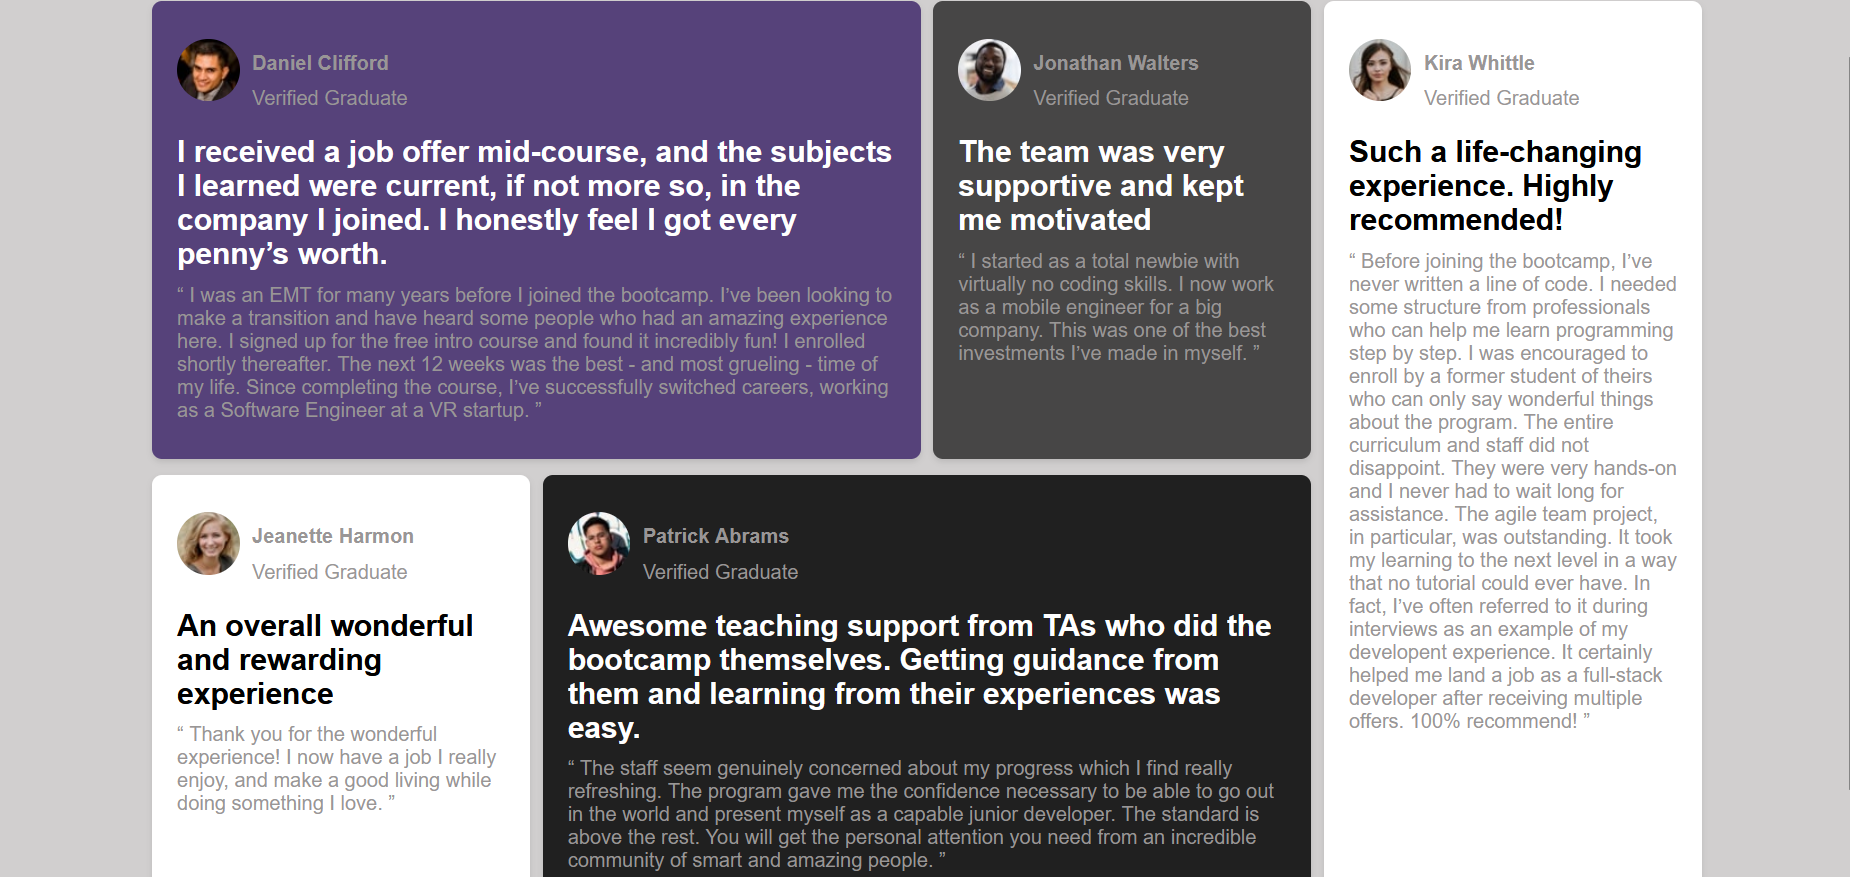 Daniel Clifford
Verified Graduate
I received a job offer mid-course, and the subjects
I learned were current, if not more so, in the
company I joined. I honestly feel I got every
penny’s worth.
“ I was an EMT for many years before I joined the bootcamp. I’ve been looking to
make a transition and have heard some people who had an amazing experience
here. I signed up for the free intro course and found it incredibly fun! I enrolled
shortly thereafter. The next 12 weeks was the best - and most grueling - time of
my life. Since completing the course, I’ve successfully switched careers, working
as a Software Engineer at a VR startup. ”
Jonathan Walters
Verified Graduate
The team was very
supportive and kept
me motivated
“ I started as a total newbie with
virtually no coding skills. I now work
as a mobile engineer for a big
company. This was one of the best
investments I’ve made in myself. ”
Kira Whittle
Verified Graduate
Such a life-changing
experience. Highly
recommended!
“ Before joining the bootcamp, I’ve
never written a line of code. I needed
some structure from professionals
who can help me learn programming
step by step. I was encouraged to
enroll by a former student of theirs
who can only say wonderful things
about the program. The entire
curriculum and staff did not
disappoint. They were very hands-on
and I never had to wait long for
assistance. The agile team project,
in particular, was outstanding. It took
my learning to the next level in a way
that no tutorial could ever have. In
fact, I’ve often referred to it during
interviews as an example of my
developent experience. It certainly
helped me land a job as a full-stack
developer after receiving multiple
offers. 100% recommend! ”
Jeanette Harmon
Verified Graduate
An overall wonderful
and rewarding
experience
“ Thank you for the wonderful
experience! I now have a job I really
enjoy, and make a good living while
doing something I love. ”
Patrick Abrams
Verified Graduate
Awesome teaching support from TAs who did the
bootcamp themselves. Getting guidance from
them and learning from their experiences was
easy.
“ The staff seem genuinely concerned about my progress which I find really
refreshing. The program gave me the confidence necessary to be able to go out
in the world and present myself as a capable junior developer. The standard is
above the rest. You will get the personal attention you need from an incredible
community of smart and amazing people. ”